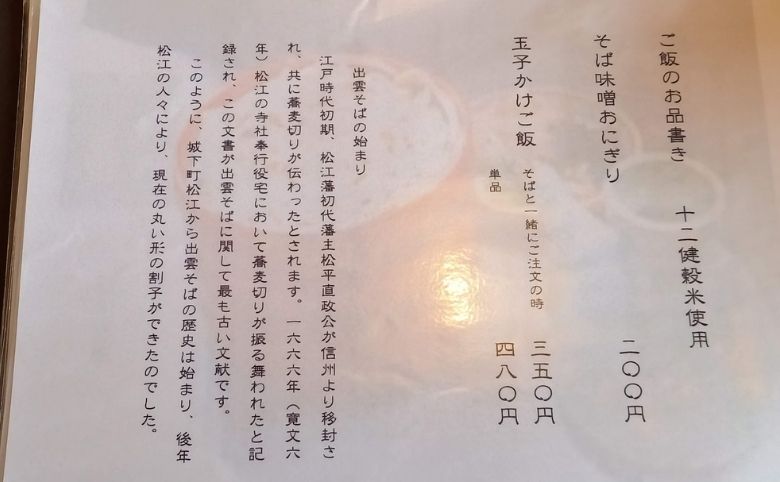 ご飯のお品書き　十二健穀米使用
そば味噌おにぎり　二〇〇円
玉子かけご飯　そばと一緒にご注文の時　三五〇円
単品　四八〇円
出雲そばの始まり
江戸時代初期、松江藩初代藩主松平直政公が信州より移封さ
れ、共に蕎麦切りが伝わったとされます。一六六六年（寛文六
年）松江の寺社奉行役宅において蕎麦切りが振る舞われたと記
録され、この文書が出雲そばに関して最も古い文献です。
このように、城下町松江から出雲そばの歴史は始まり、後年
松江の人々により、現在の丸い形の割子ができたのでした。